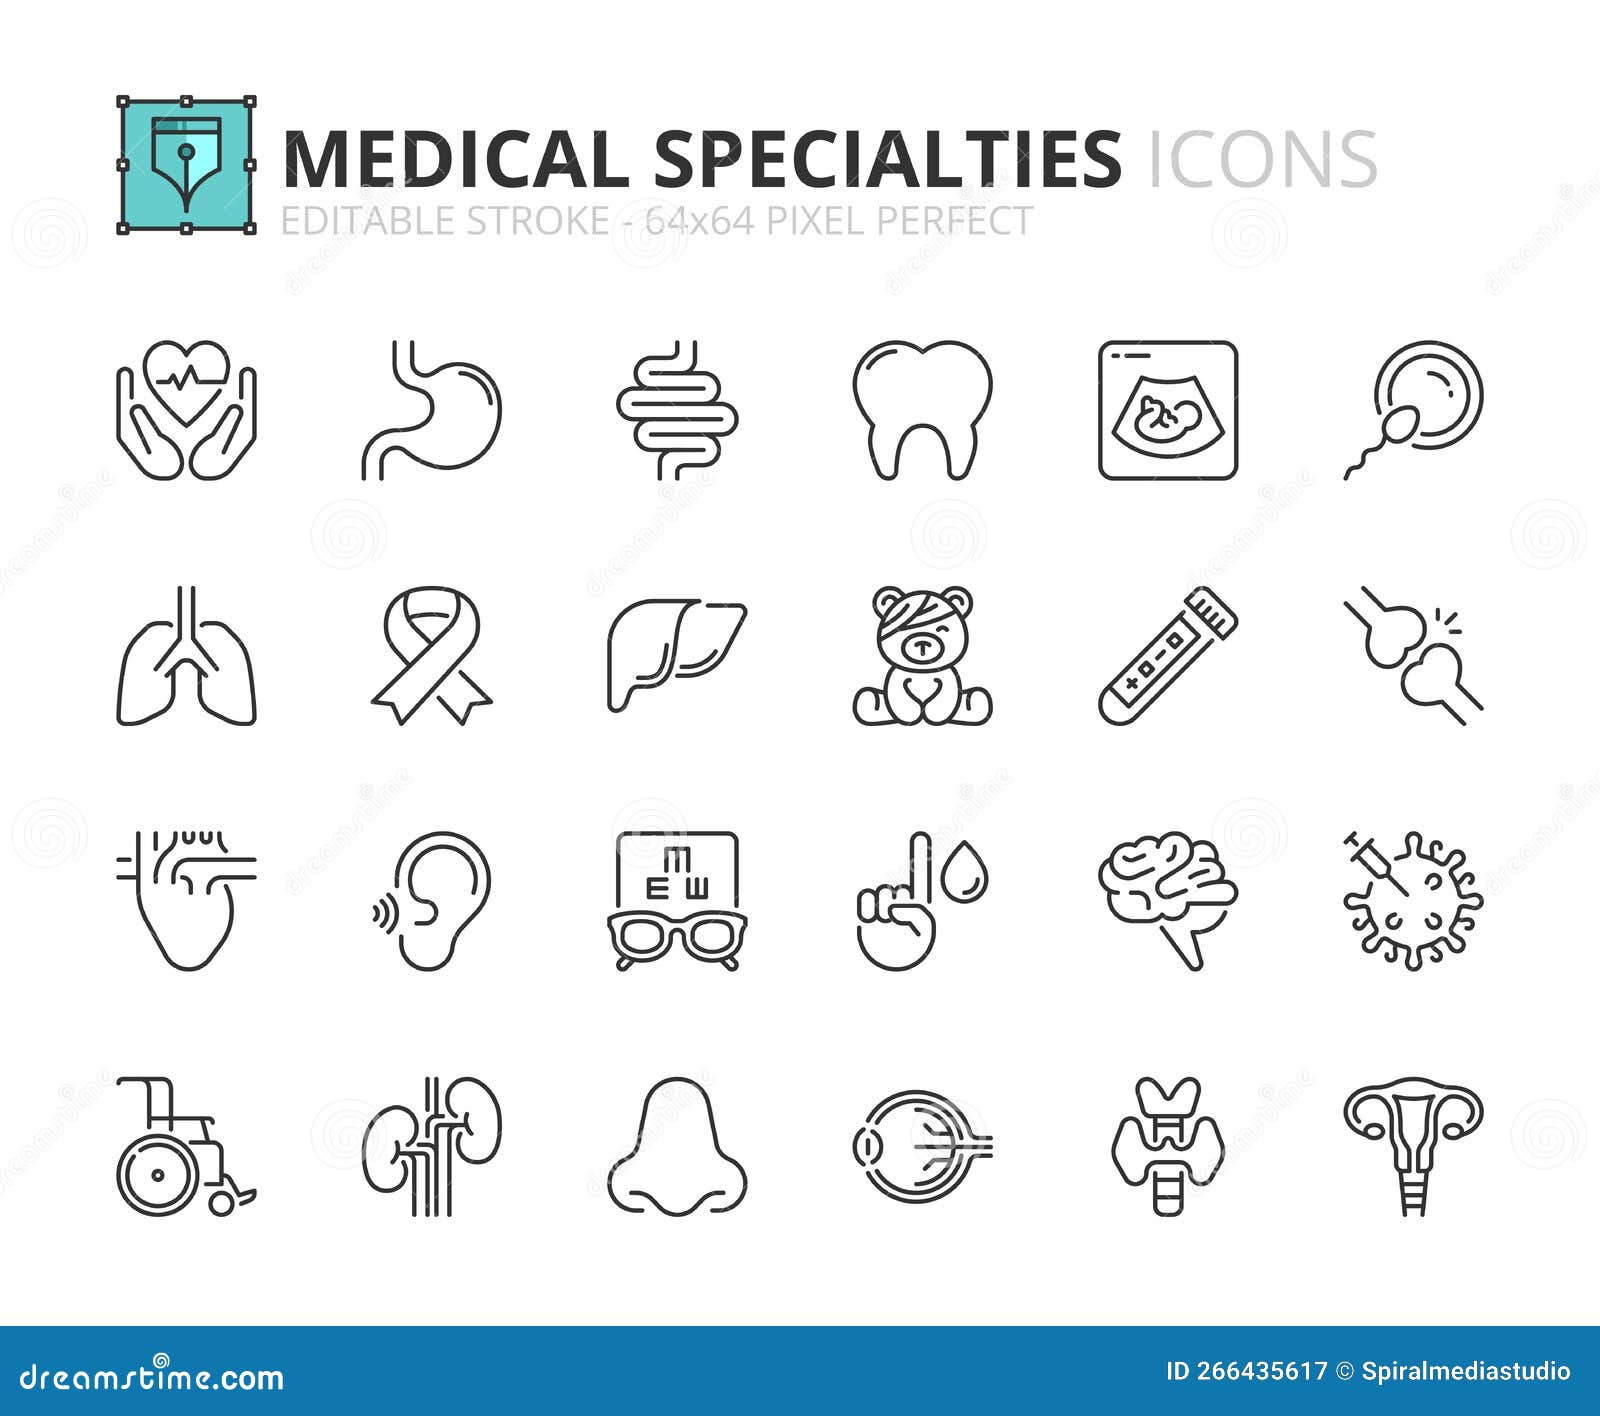 MEDICAL SPECIALTIES ICONS
EDITABLE STROKE - 64x64 PIXEL PERFECT
m
E W
dreamstime.com
ID 266435617 © Spiralmediastudio